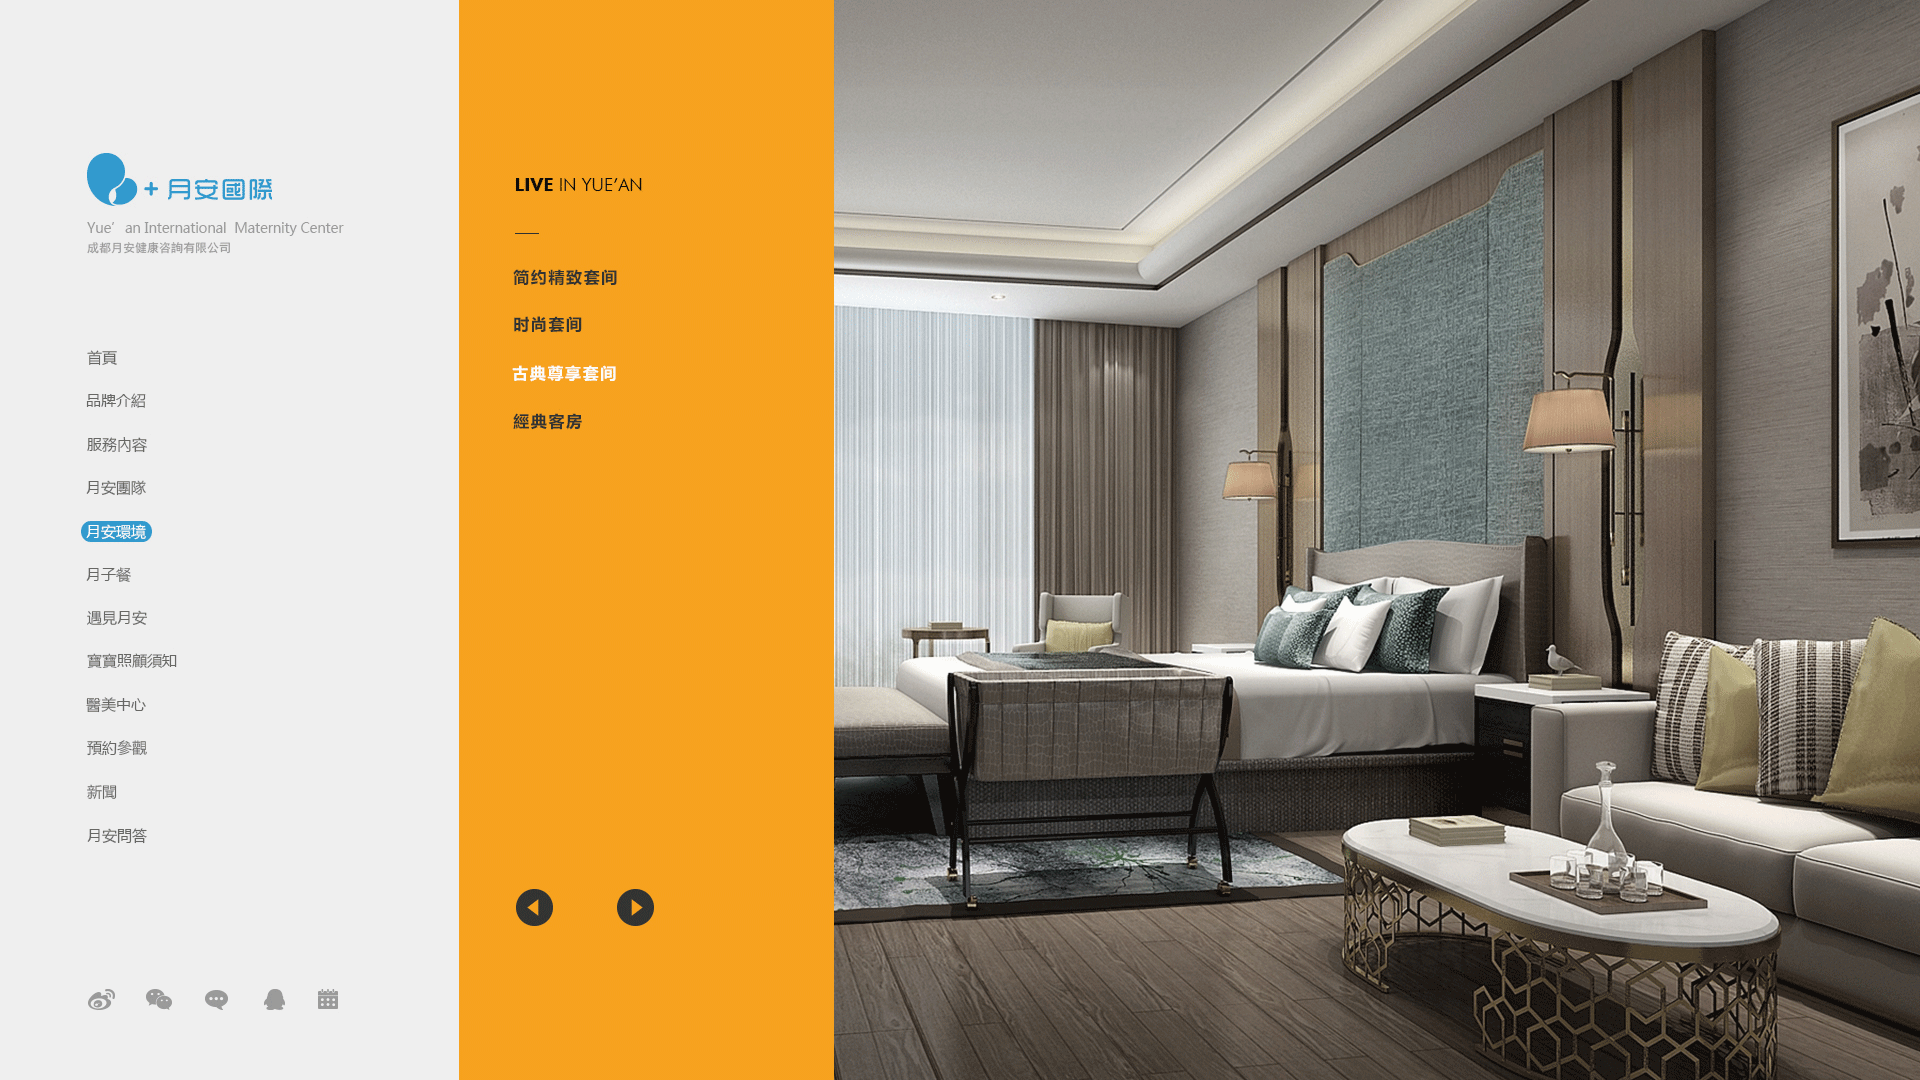 月安國際
Yue’an International Maternity Center
成都月安健康咨詢有限公司
首頁
品牌介紹
服務內容
月安團隊
月安環境
月子餐
遇見月安
寶寶照顧須知
醫美中心
預約參觀
新聞
月安問答
LIVE IN YUE’AN
简约精致套间
时尚套间
古典尊享套间
經典客房